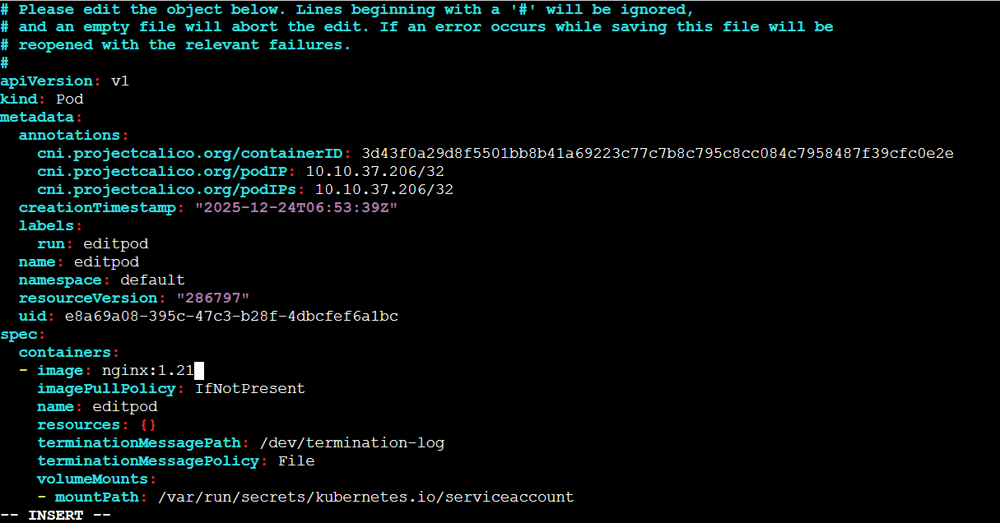 # Please edit the object below. Lines beginning with a '#' will be ignored,
# and an empty file will abort the edit. If an error occurs while saving this file will be
# reopened with the relevant failures.
#
apiVersion: v1
kind: Pod
metadata:
  annotations:
    cni.projectcalico.org/containerID: 3d43f0a29d8f5501bb8b41a69223c77c7b8c795c8cc084c7958487f39cfc0e2e
    cni.projectcalico.org/podIP: 10.10.37.206/32
    cni.projectcalico.org/podIPs: 10.10.37.206/32
  creationTimestamp: "2025-12-24T06:53:39Z"
  labels:
    run: editpod
  name: editpod
  namespace: default
  resourceVersion: "286797"
  uid: e8a69a08-395c-47c3-b28f-4dbcfef6a1bc
spec:
  containers:
  - image: nginx:1.21
    imagePullPolicy: IfNotPresent
    name: editpod
    resources: {}
    terminationMessagePath: /dev/termination-log
    terminationMessagePolicy: File
    volumeMounts:
    - mountPath: /var/run/secrets/kubernetes.io/serviceaccount
-- INSERT --